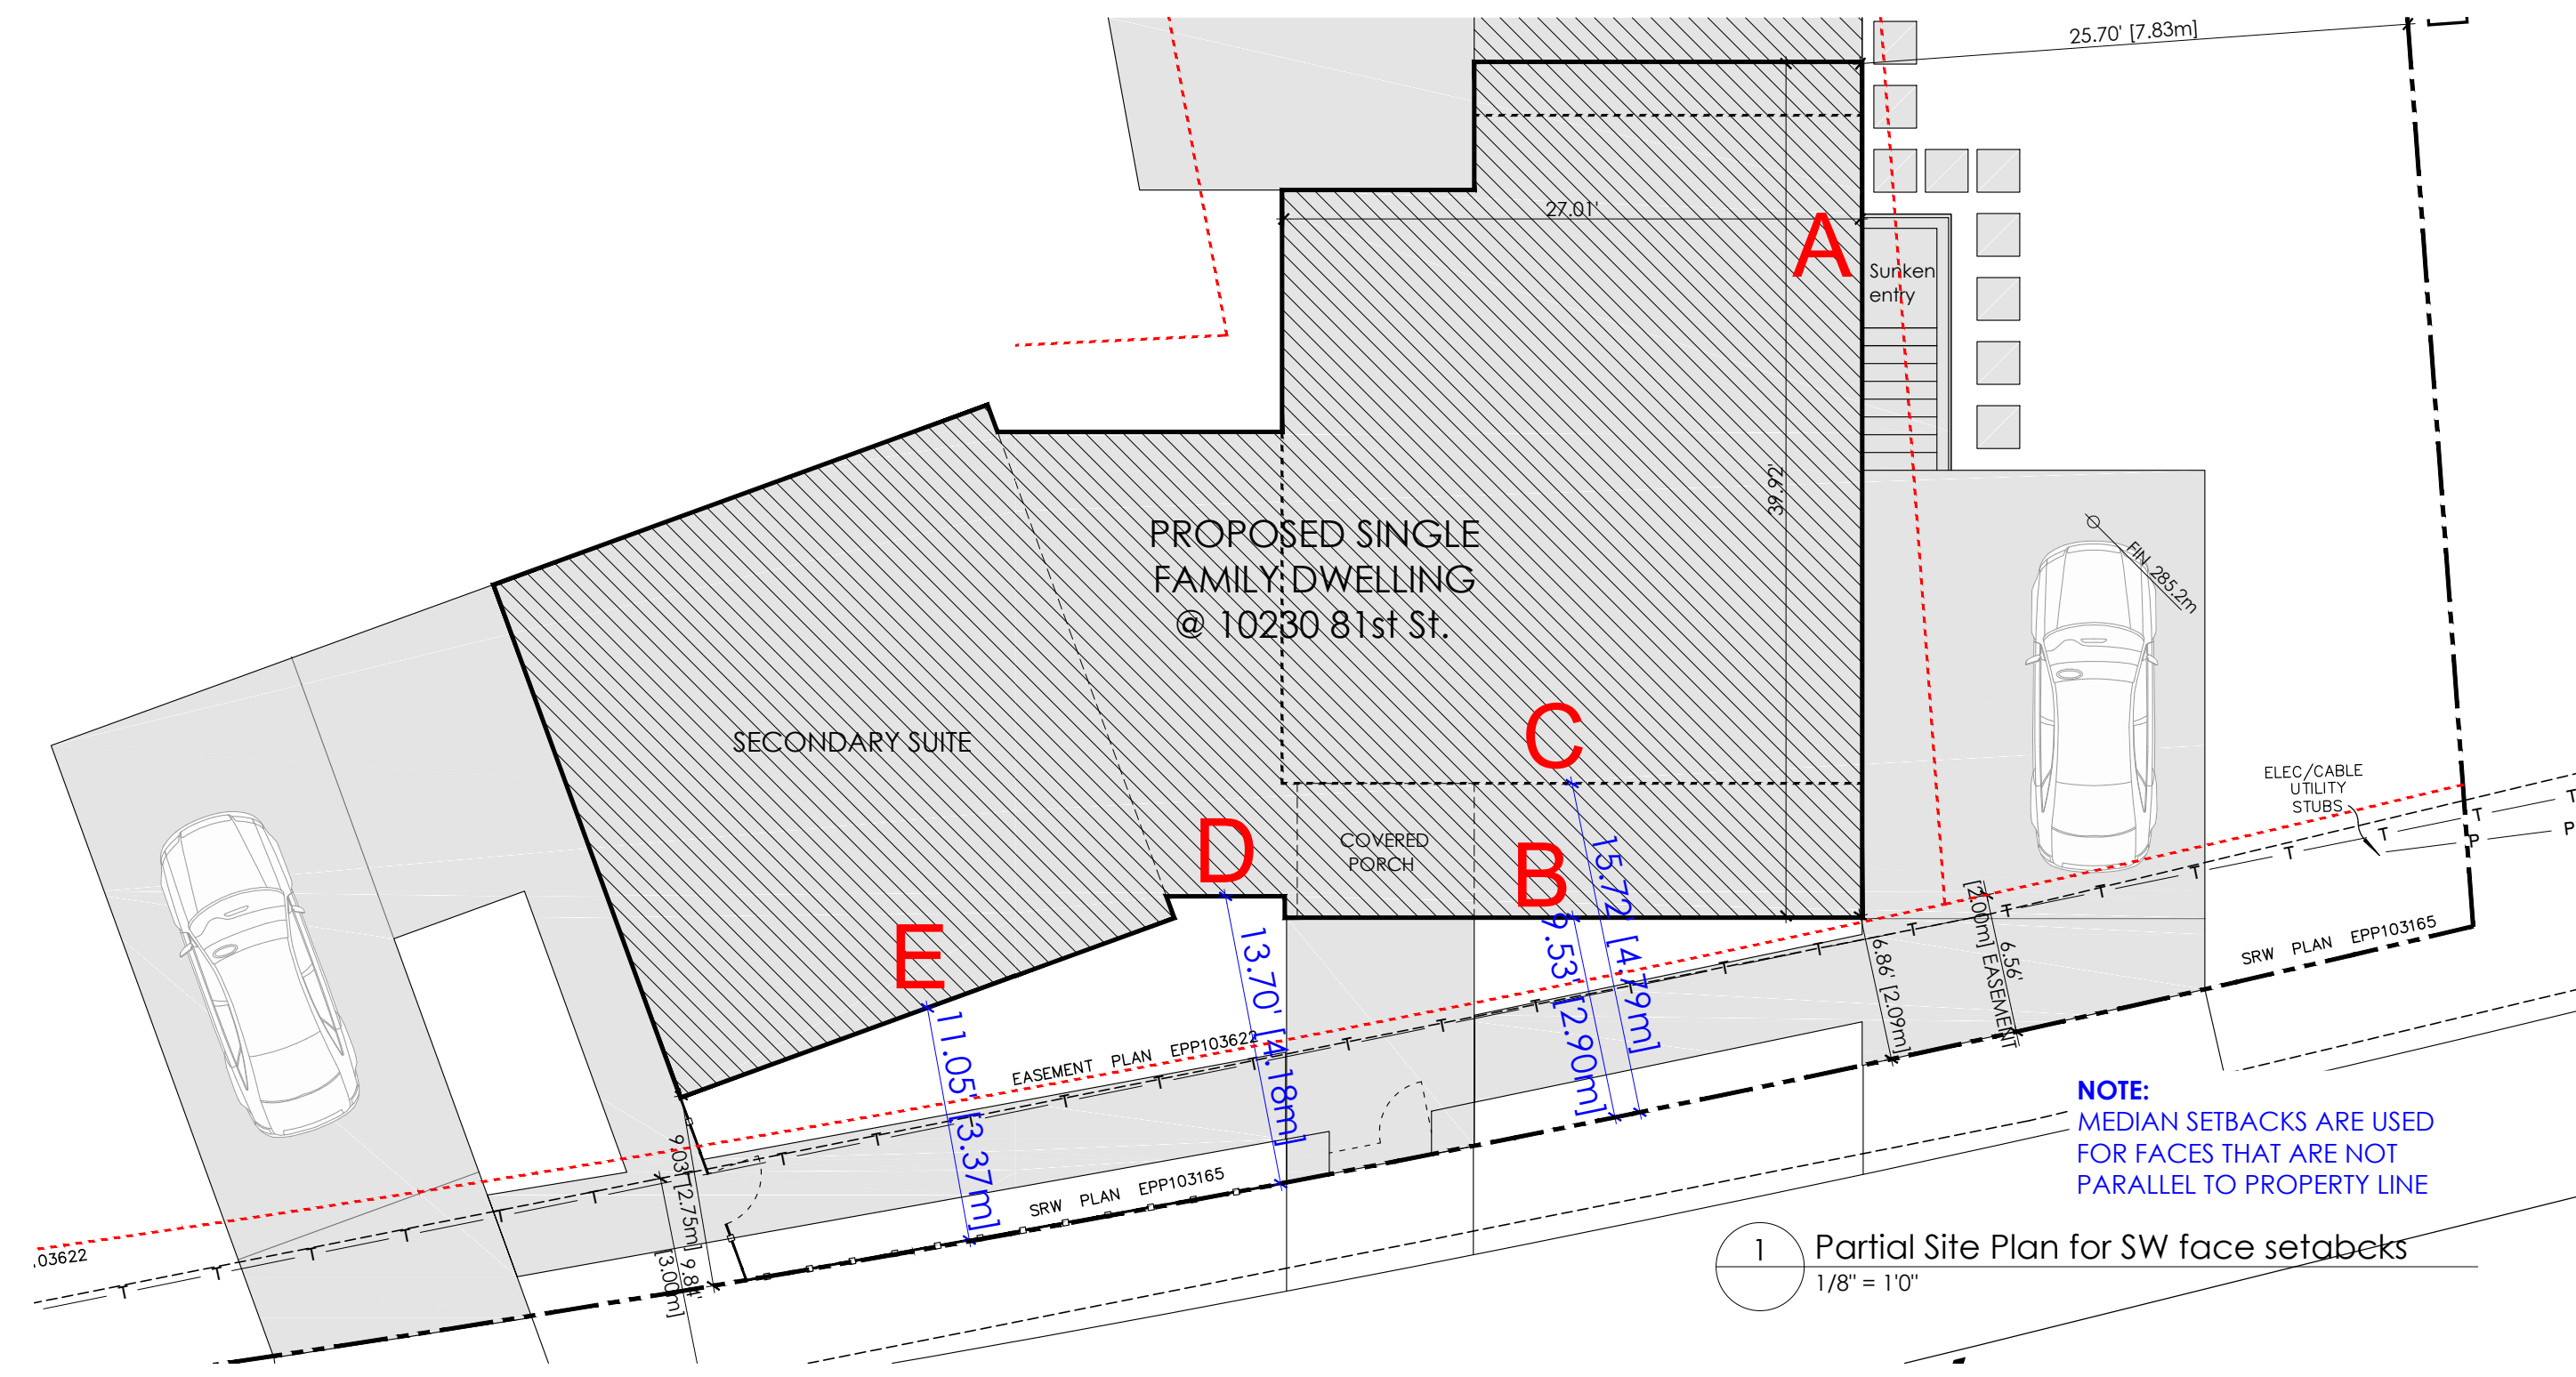 25.70' [7.83m]
27.01'
A
Sunken
entry
39.92'
PROPOSED SINGLE
FAMILY DWELLING
@ 10230 81st St.
FIN 285.2m
SECONDARY SUITE
C
D
B
E
COVERED
PORCH
ELEC/CABLE
UTILITY
STUBS
T
T
P
P
15.72' [4.79m]
9.53' [2.90m]
13.70' [4.18m]
11.05' [3.37m]
6.86' [2.09m]
6.56'
[2.00m] EASEMENT
SRW PLAN EPP103165
EASEMENT PLAN EPP103622
9.03' [2.75m]
9.84'
[3.00m]
SRW PLAN EPP103165
.03622
T T T T T T T T T T T T T T T T T T T T T T T T
NOTE:
MEDIAN SETBACKS ARE USED
FOR FACES THAT ARE NOT
PARALLEL TO PROPERTY LINE
1
Partial Site Plan for SW face setabcks
1/8" = 1'0"